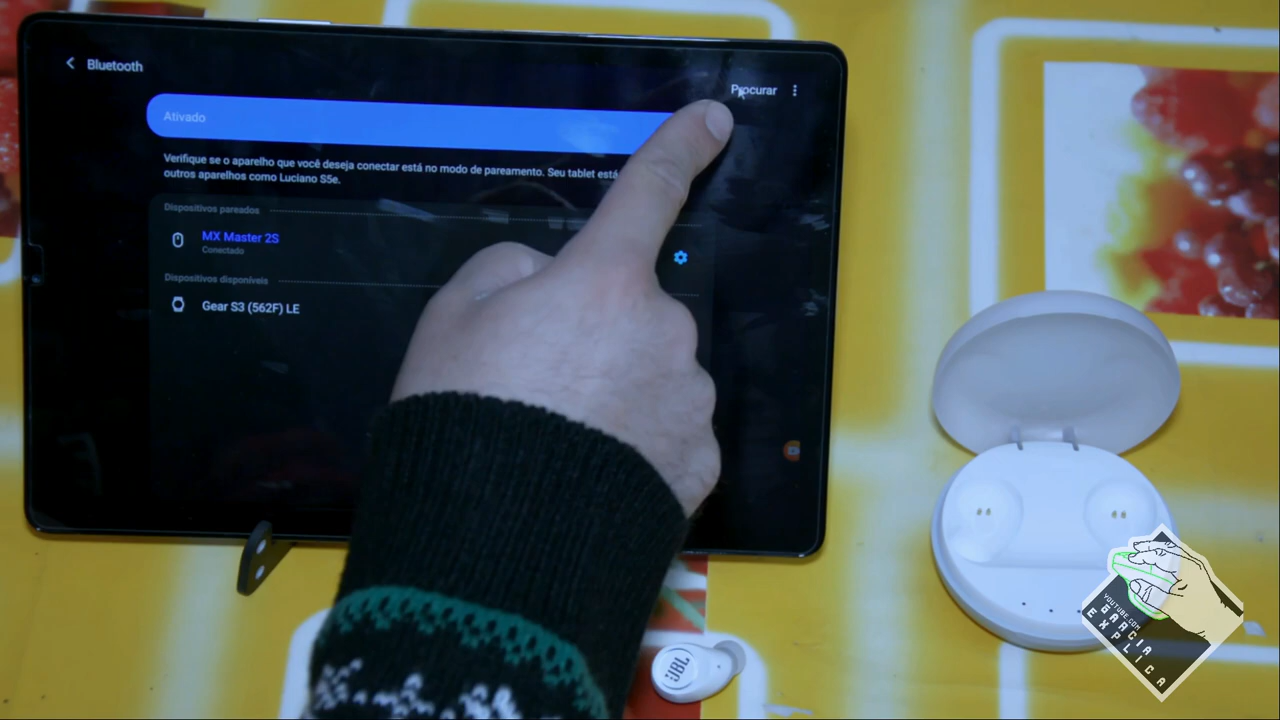 Bluetooth
Procurar
Ativado
Verifique se o aparelho que você deseja conectar está no modo de pareamento. Seu tablet está
outros aparelhos como Luciano S5e.
Dispositivos pareados
MX Master 2S
Conectado
Dispositivos disponíveis
Gear S3 (562F) LE
JBL
YOUTUBE.COM
GARCIA
EXPLICA